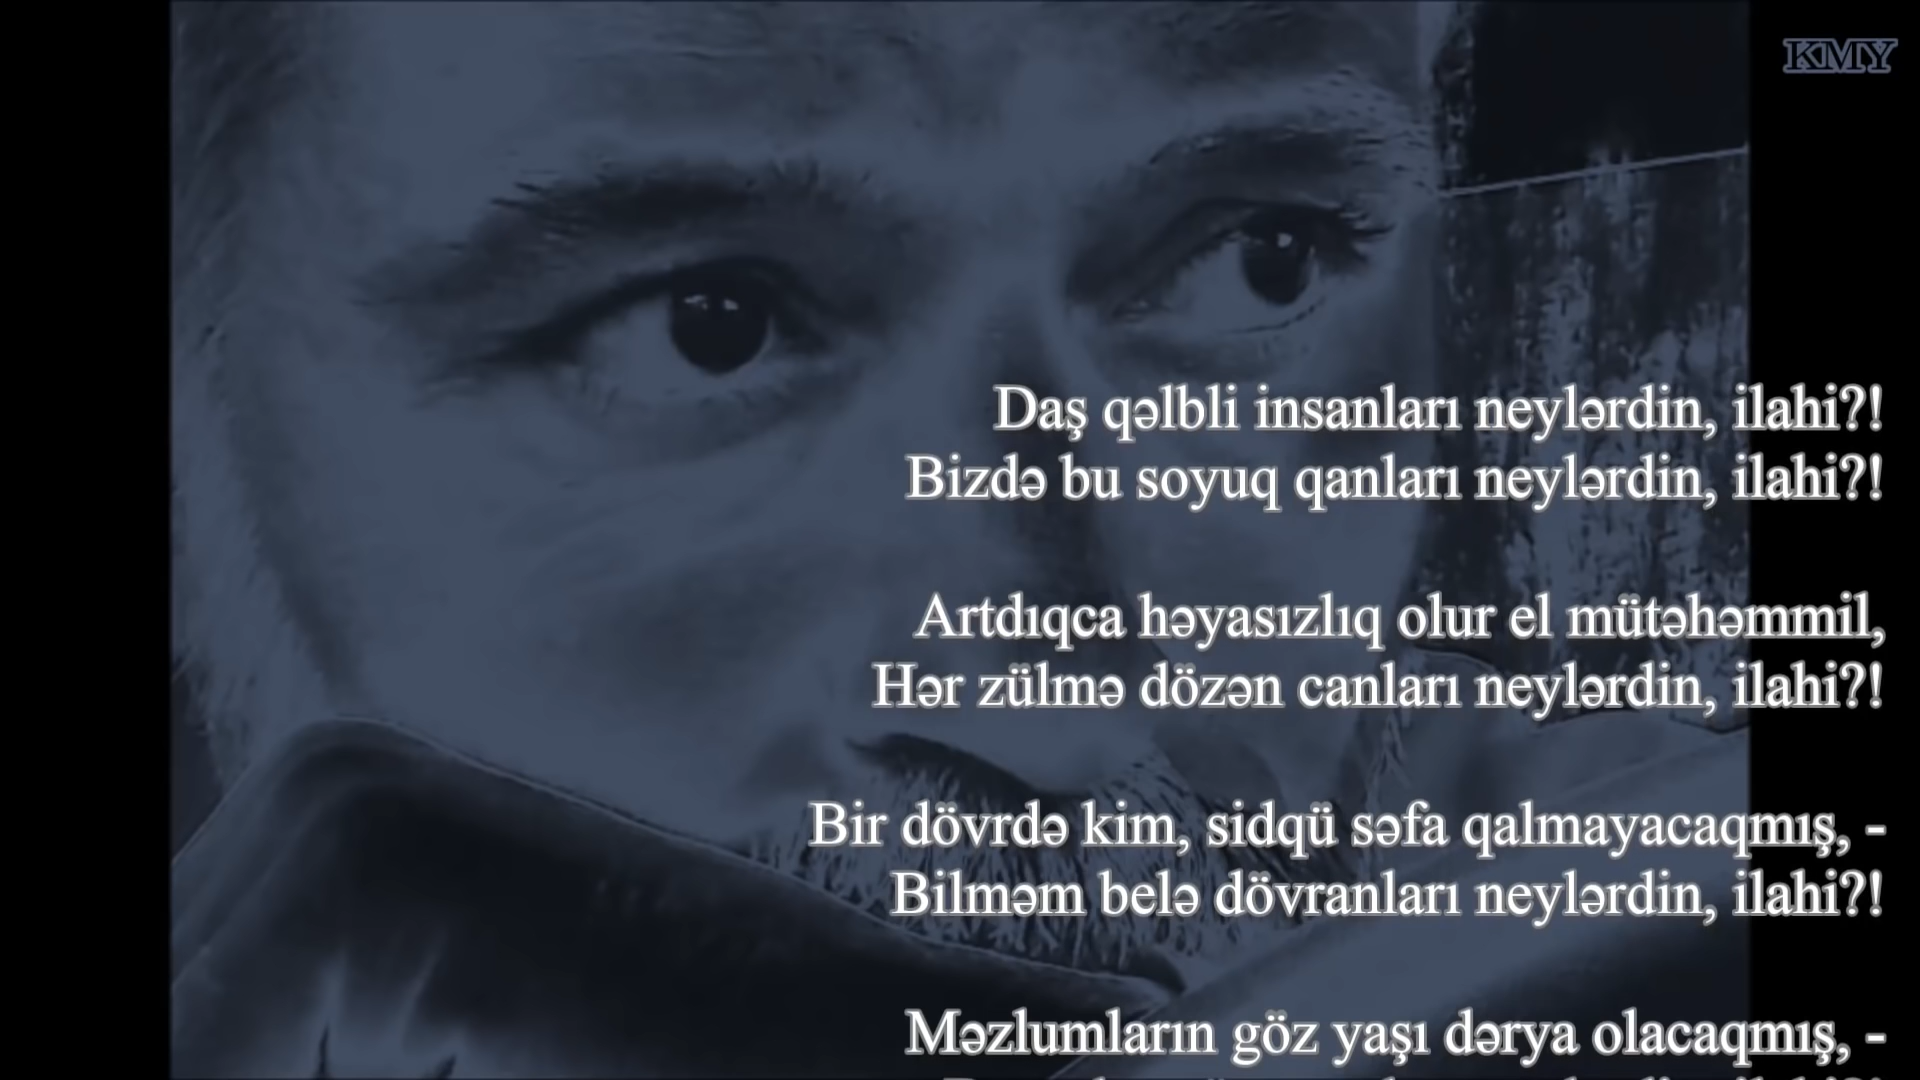 KMY
Daş qəlbli insanları neylərdin, ilahi?!
Bizdə bu soyuq qanları neylərdin, ilahi?!
Artdıqca həyasızlıq olur el mütəhəmmil,
Hər zülmə dözən canları neylərdin, ilahi?!
Bir dövrdə kim, sidqü səfa qalmayacaqmış, -
Bilməm belə dövranları neylərdin, ilahi?!
Məzlumların göz yaşı dərya olacaqmış, -